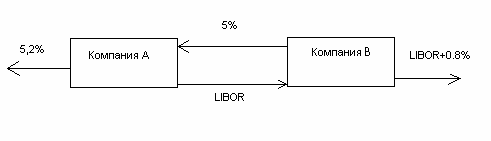 5%
5,2%
Компания А
Компания В
LIBOR+0.8%
LIBOR